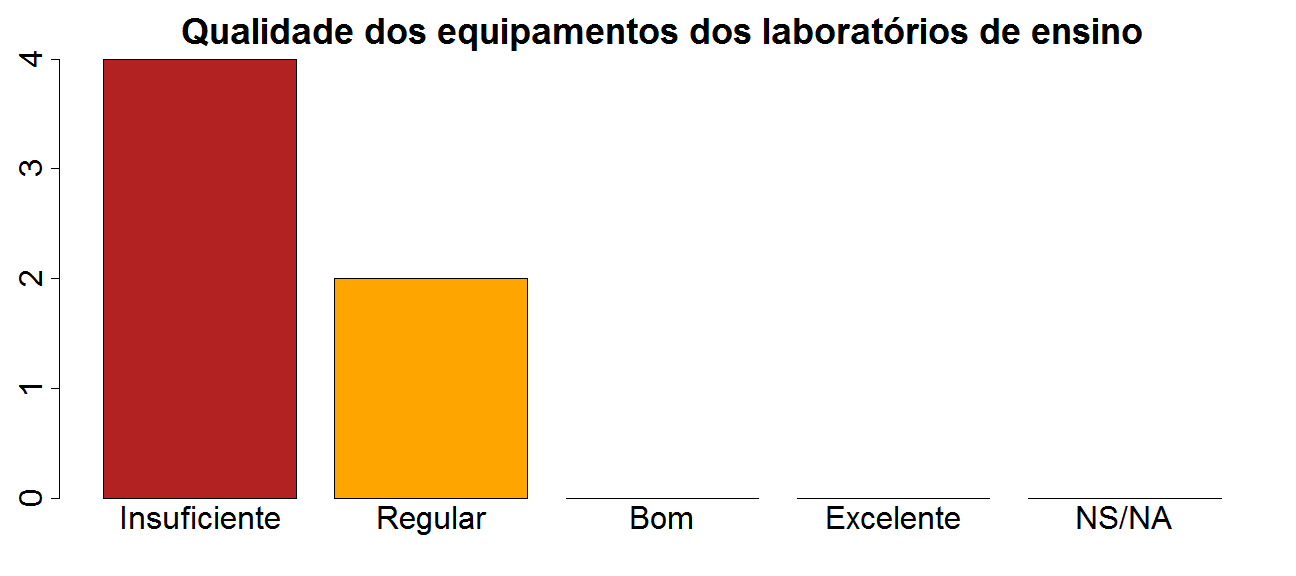 Qualidade dos equipamentos dos laboratórios de ensino
4
3
2
1
0
Insuficiente Regular Bom Excelente NS/NA